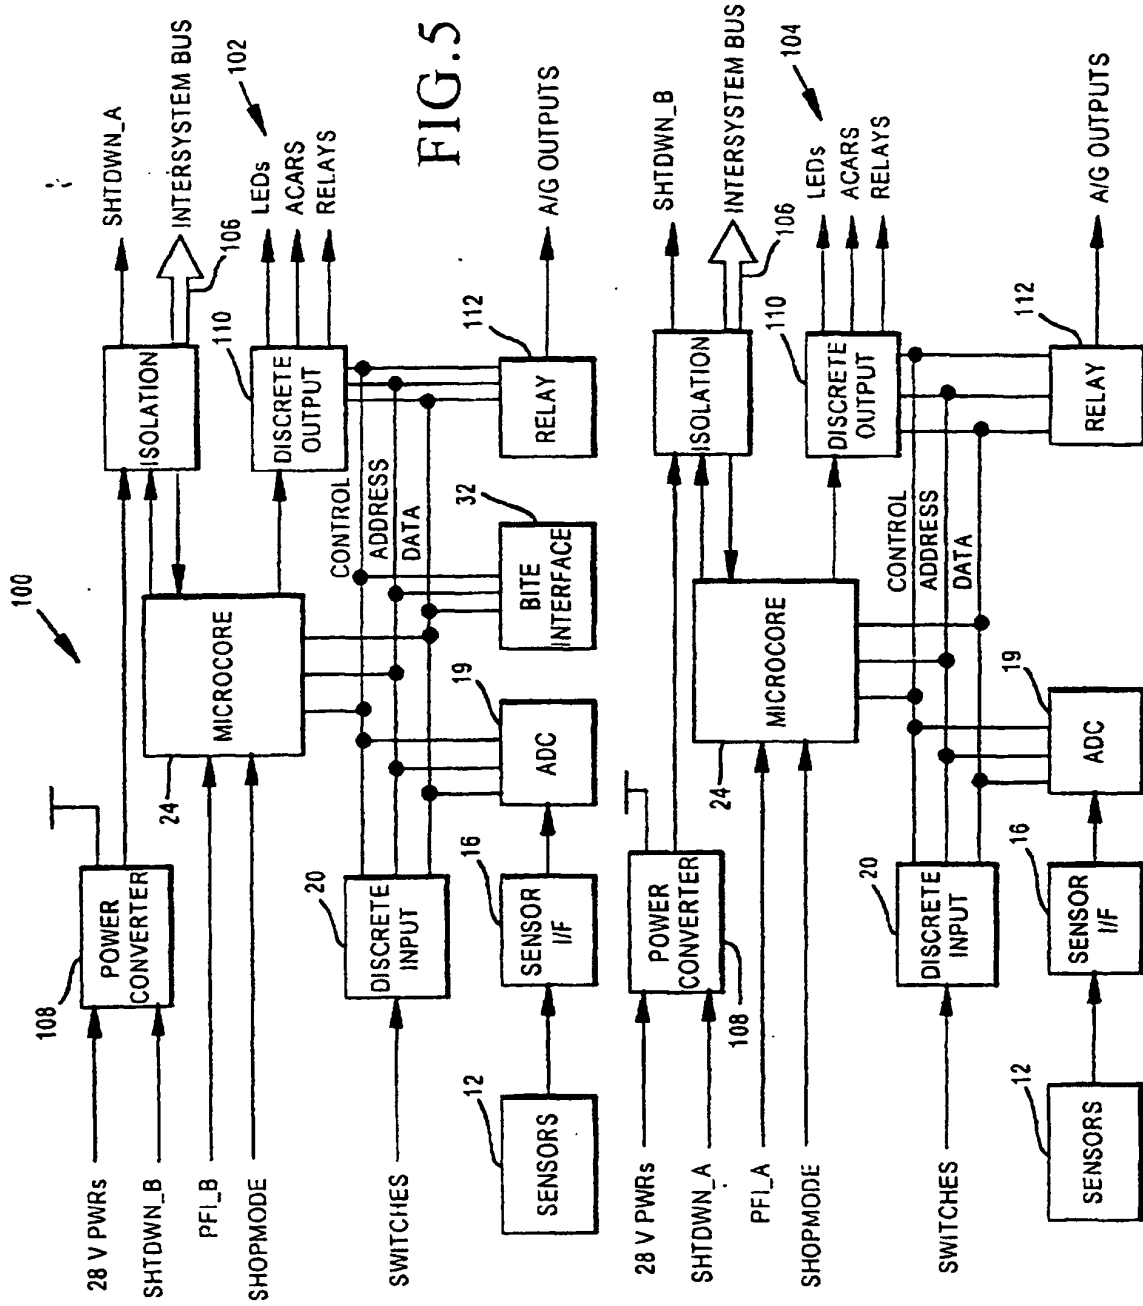 FIG.5
100
102
28 V PWRs
SHTDWN_B
PFI_B
SHOPMODE
SWITCHES
108
POWER
CONVERTER
ISOLATION
SHTDWN_A
INTERSYSTEM BUS
106
24
MICROCORE
110
DISCRETE
OUTPUT
LEDs
ACARS
RELAYS
CONTROL
ADDRESS
DATA
20
DISCRETE
INPUT
12
SENSORS
16
SENSOR
I/F
19
ADC
32
BITE
INTERFACE
112
RELAY
A/G OUTPUTS
104
28 V PWRs
SHTDWN_A
PFI_A
SHOPMODE
SWITCHES
108
POWER
CONVERTER
ISOLATION
SHTDWN_B
INTERSYSTEM BUS
106
24
MICROCORE
110
DISCRETE
OUTPUT
LEDs
ACARS
RELAYS
CONTROL
ADDRESS
DATA
20
DISCRETE
INPUT
12
SENSORS
16
SENSOR
I/F
19
ADC
112
RELAY
A/G OUTPUTS